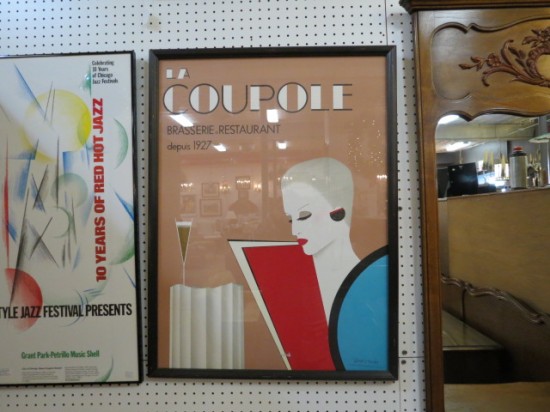 Celebrating
10 Years
of Chicago
Jazz Festivals
10 YEARS OF RED HOT JAZZ
TYLE JAZZ FESTIVAL PRESENTS
Grant Park-Petrillo Music Shell
LA
COUPOLE
BRASSERIE-RESTAURANT
depuis 1927